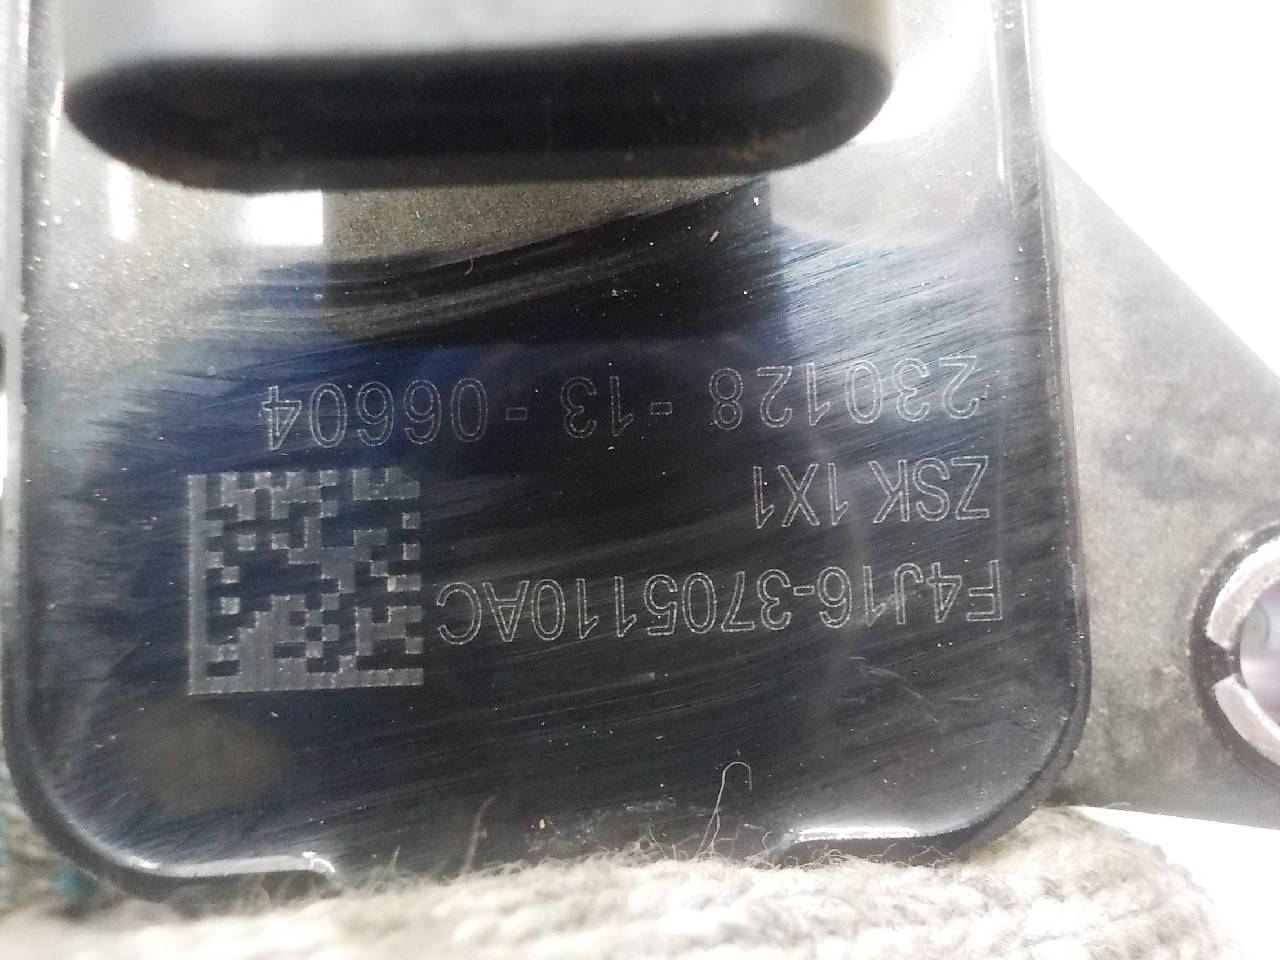 F4J16-3705110AC
ZSK 1X1
230128 - 13 - 06604